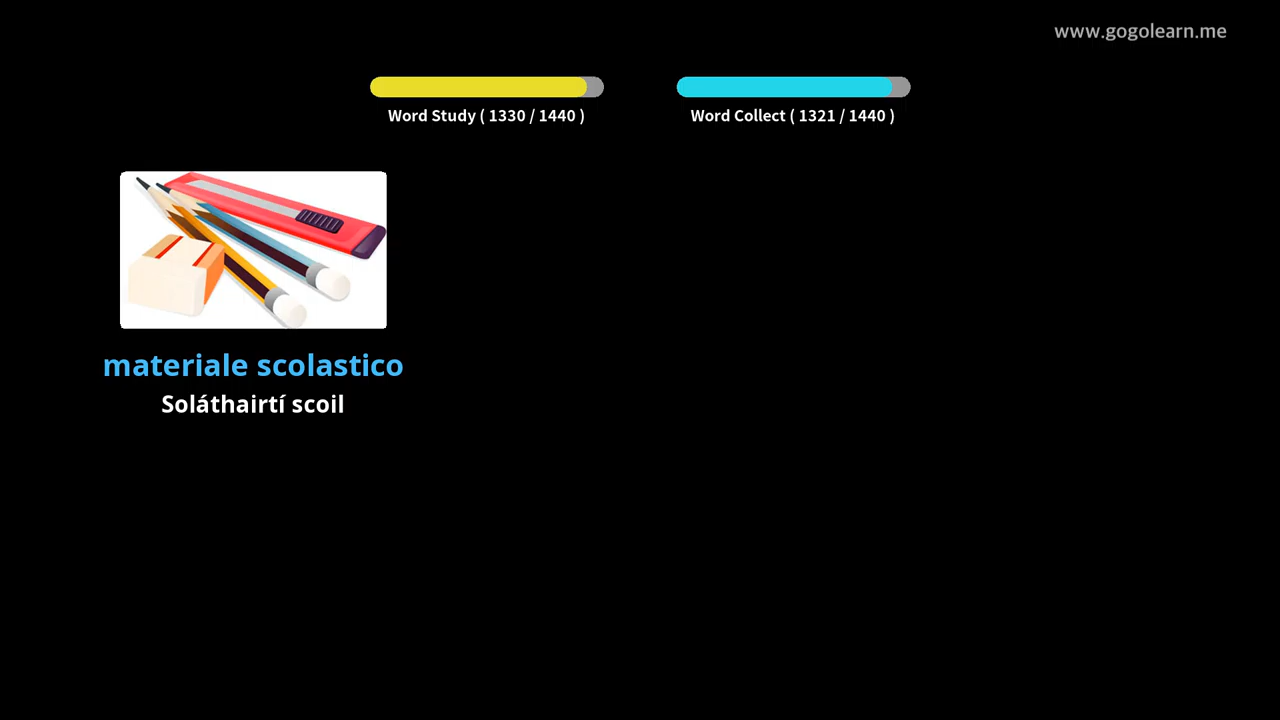 www.gogolearn.me
Word Study ( 1330 / 1440 )
Word Collect ( 1321 / 1440 )
materiale scolastico
Soláthairtí scoil